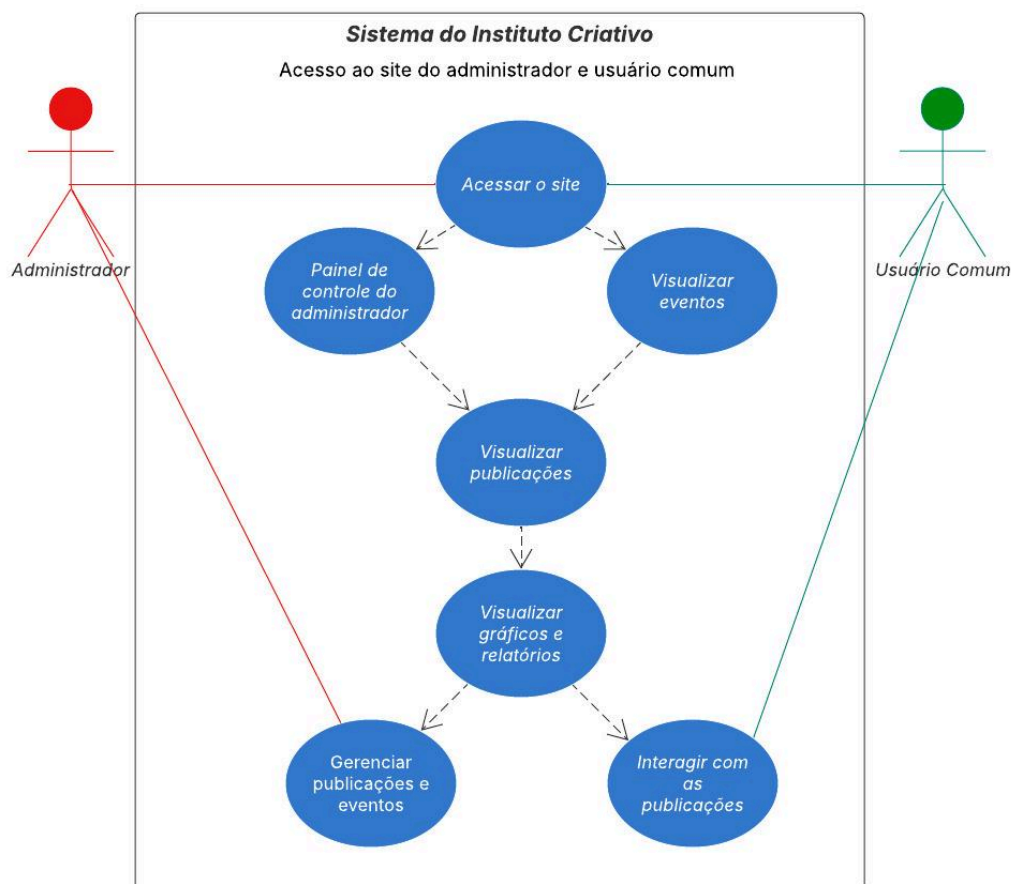 Sistema do Instituto Criativo
Acesso ao site do administrador e usuário comum
Acessar o site
Administrador
Usuário Comum
Painel de
controle do
administrador
Visualizar
eventos
Visualizar
publicações
Visualizar
gráficos e
relatórios
Gerenciar
publicações e
eventos
Interagir com
as
publicações